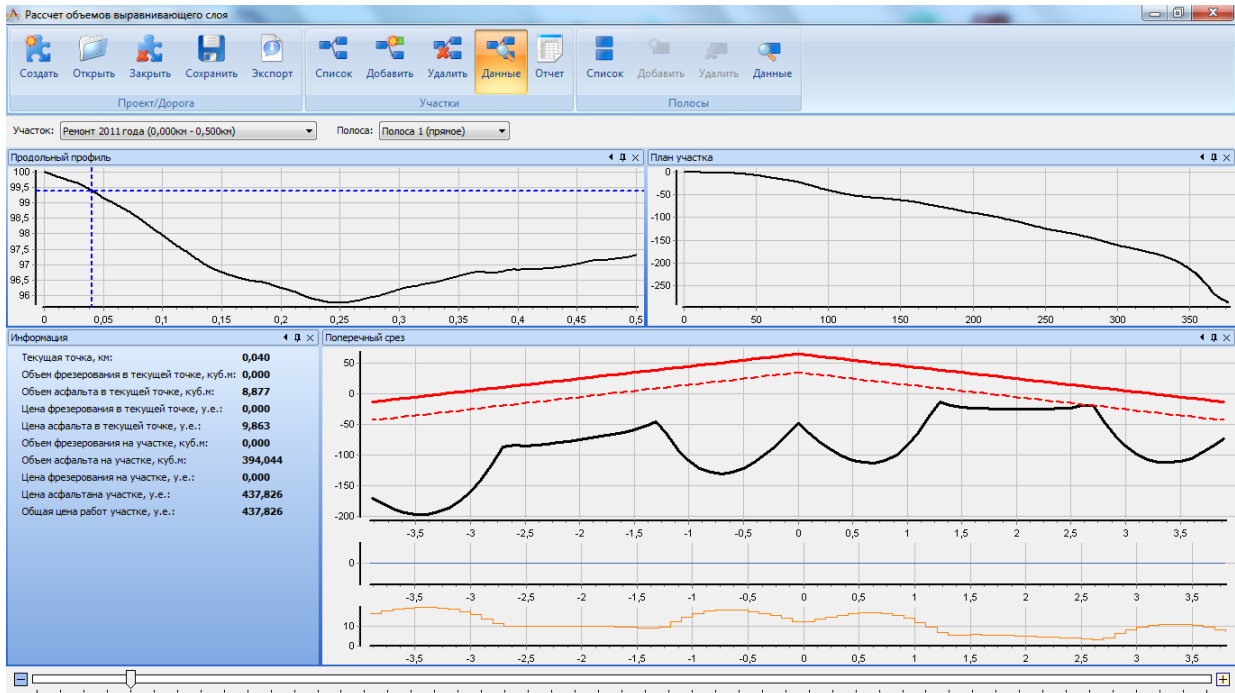 Рассчет объемов выравнивающего слоя
Создать Открыть Закрыть Сохранить Экспорт Список Добавить Удалить Данные Отчет Список Добавить Удалить Данные
Проект/Дорога Участки Полосы
Участок: Ремонт 2011 года (0,000км - 0,500км) Полоса: Полоса 1 (прямое)
Продольный профиль
100
99,5
99
98,5
98
97,5
97
96,5
96
0 0,05 0,1 0,15 0,2 0,25 0,3 0,35 0,4 0,45 0,5
План участка
0
-50
-100
-150
-200
-250
0 50 100 150 200 250 300 350
Информация
Текущая точка, км: 0,040
Объем фрезерования в текущей точке, куб.м: 0,000
Объем асфальта в текущей точке, куб.м: 8,877
Цена фрезерования в текущей точке, у.е.: 0,000
Цена асфальта в текущей точке, у.е.: 9,863
Объем фрезерования на участке, куб.м: 0,000
Объем асфальта на участке, куб.м: 394,044
Цена фрезерования на участке, у.е.: 0,000
Цена асфальтана участке, у.е.: 437,826
Общая цена работ участке, у.е.: 437,826
Поперечный срез
50
0
-50
-100
-150
-200
-3,5 -3 -2,5 -2 -1,5 -1 -0,5 0 0,5 1 1,5 2 2,5 3 3,5
0
-3,5 -3 -2,5 -2 -1,5 -1 -0,5 0 0,5 1 1,5 2 2,5 3 3,5
10
0
-3,5 -3 -2,5 -2 -1,5 -1 -0,5 0 0,5 1 1,5 2 2,5 3 3,5